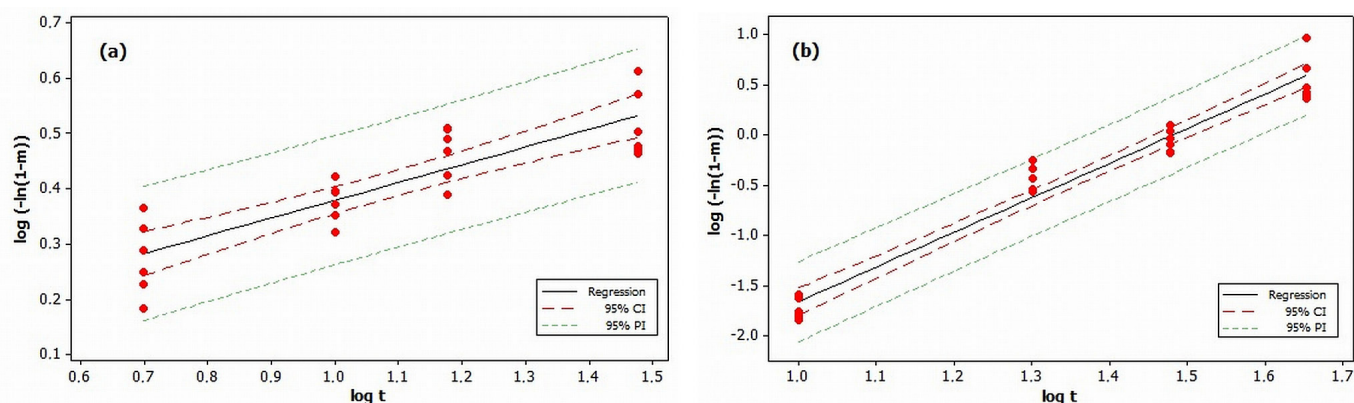 (a)
log (-ln(1-m))
0.7
0.6
0.5
0.4
0.3
0.2
0.1
0.6 0.7 0.8 0.9 1.0 1.1 1.2 1.3 1.4 1.5
log t
Regression
95% CI
95% PI
(b)
log (-ln(1-m))
1.0
0.5
0.0
-0.5
-1.0
-1.5
-2.0
1.0 1.1 1.2 1.3 1.4 1.5 1.6 1.7
log t
Regression
95% CI
95% PI